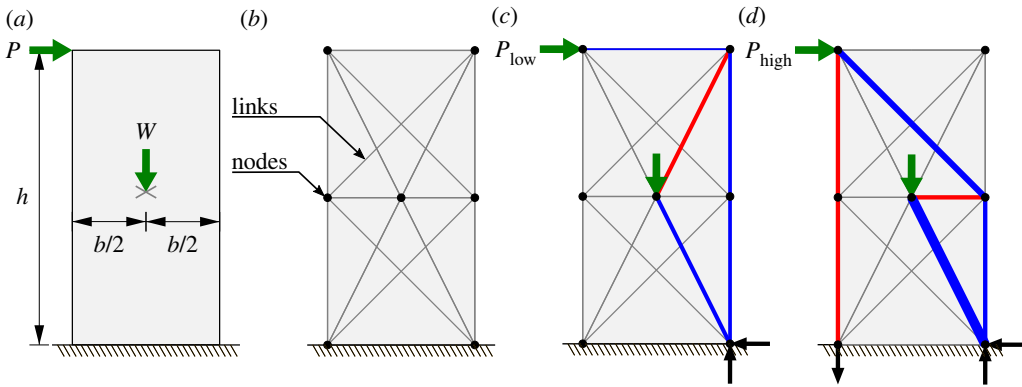 (a)
P
W
h
b/2
b/2
(b)
links
nodes
(c)
P_low
(d)
P_high